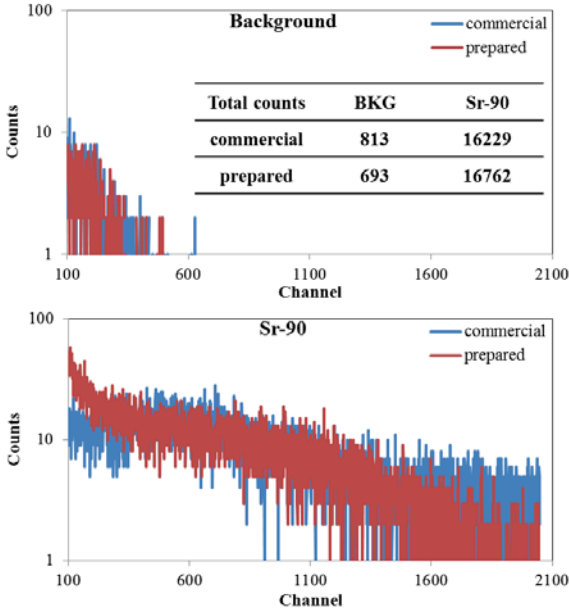 100
Background
commercial
prepared
Total counts BKG Sr-90
commercial 813 16229
prepared 693 16762
Counts
10
1
100 600 1100 1600 2100
Channel
100
Sr-90
commercial
prepared
Counts
10
1
100 600 1100 1600 2100
Channel